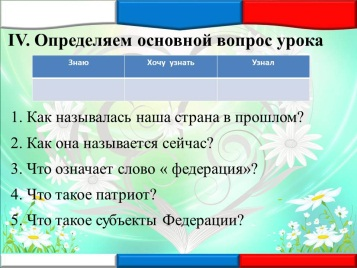 IV. Определяем основной вопрос урока
Знаю Хочу узнать Узнал
1. Как называлась наша страна в прошлом?
2. Как она называется сейчас?
3. Что означает слово « федерация»?
4. Что такое патриот?
5. Что такое субъекты Федерации?